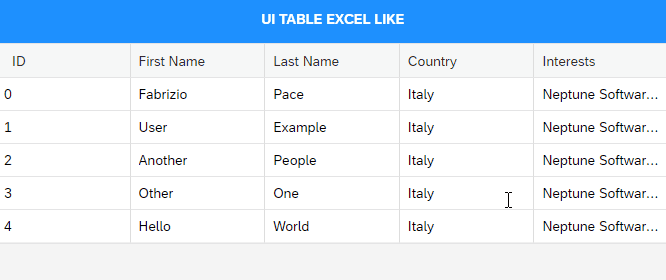 UI TABLE EXCEL LIKE
ID First Name Last Name Country Interests
0 Fabrizio Pace Italy Neptune Softwar...
1 User Example Italy Neptune Softwar...
2 Another People Italy Neptune Softwar...
3 Other One Italy Neptune Softwar...
4 Hello World Italy Neptune Softwar...